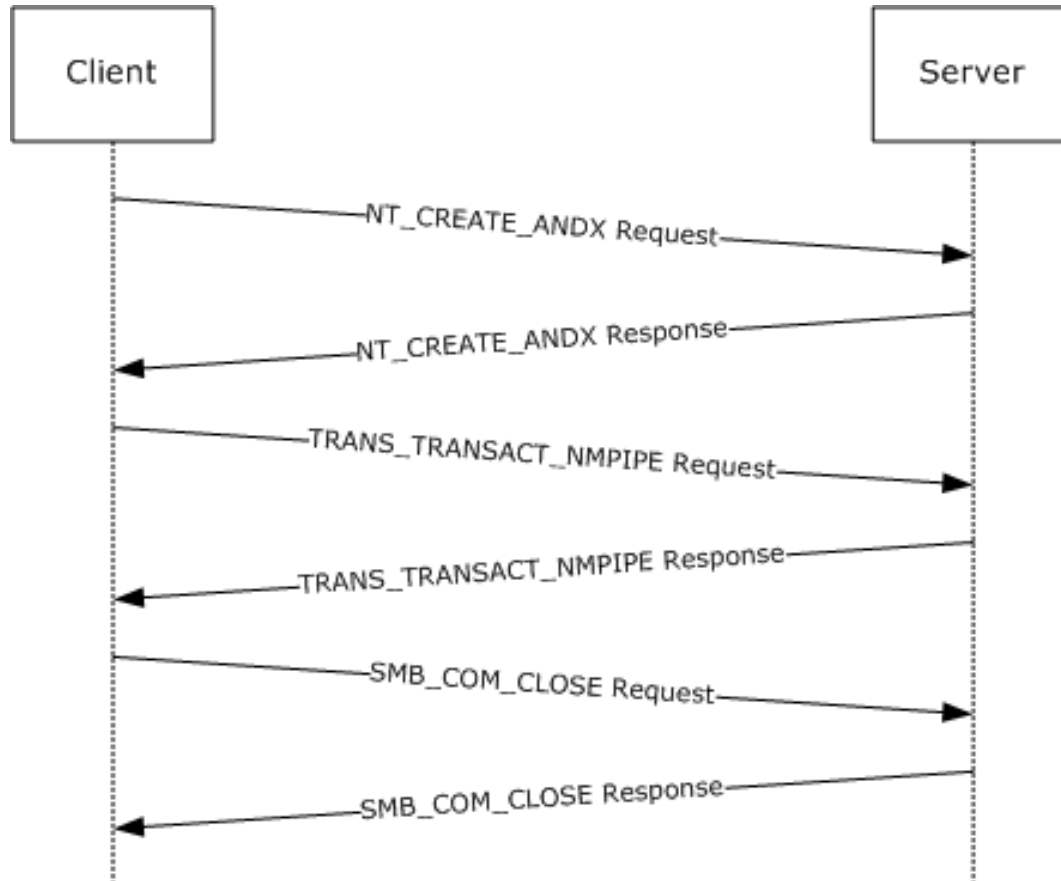 Client
Server
NT_CREATE_ANDX Request
NT_CREATE_ANDX Response
TRANS_TRANSACT_NMPIPE Request
TRANS_TRANSACT_NMPIPE Response
SMB_COM_CLOSE Request
SMB_COM_CLOSE Response